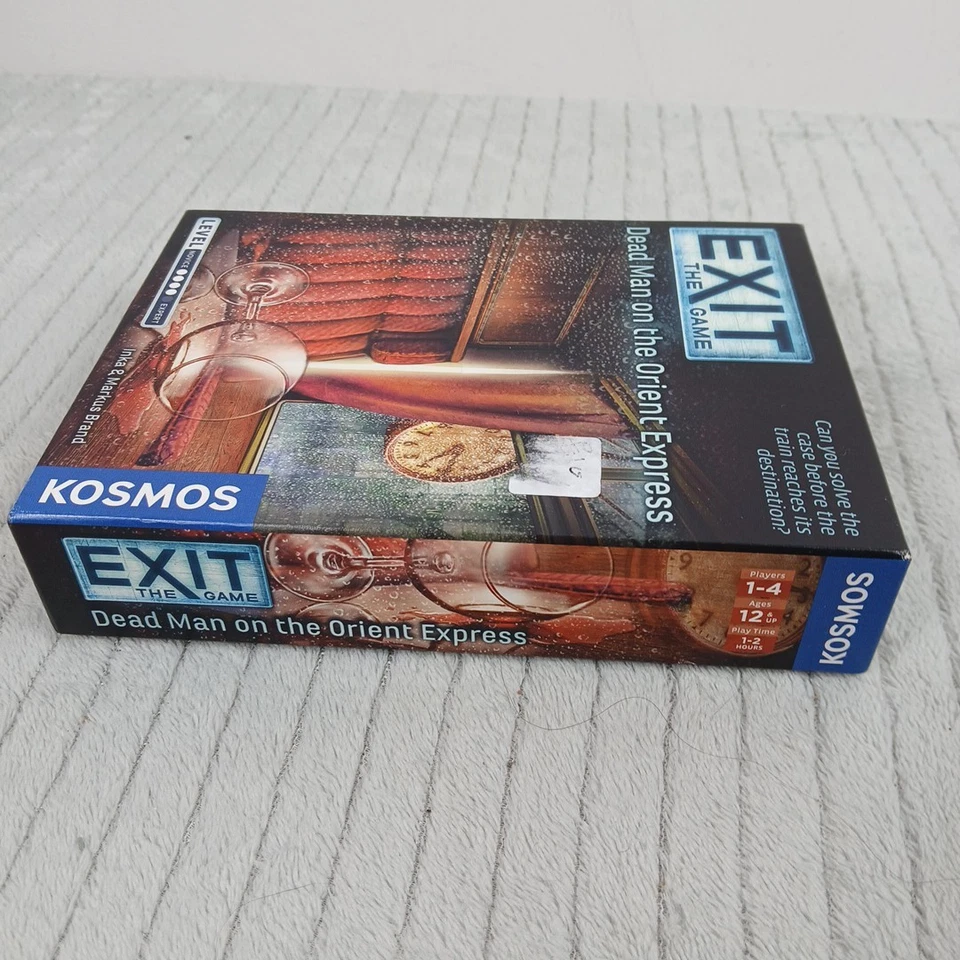 EXIT
THE GAME
Dead Man on the Orient Express
Can you solve the
case before the
train reaches its
destination?
LEVEL
NOVICE
EXPERT
Inka & Markus Brand
KOSMOS
EXIT
THE GAME
Dead Man on the Orient Express
Players
1-4
Ages
12 & UP
Play Time
1-2
HOURS
KOSMOS